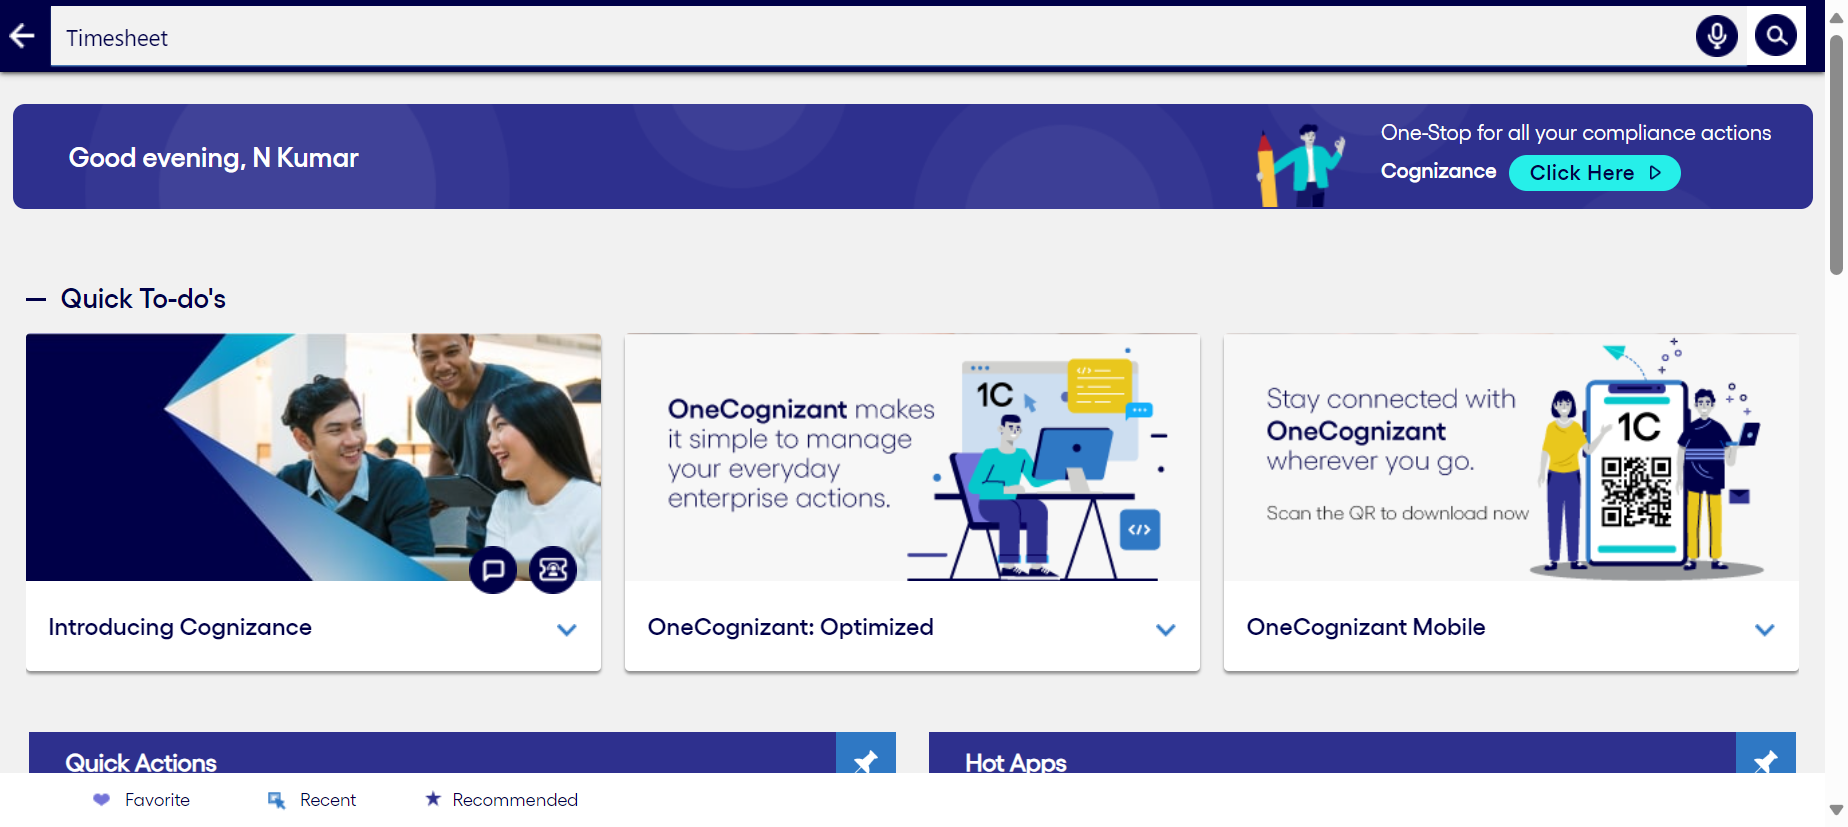 Timesheet
Good evening, N Kumar
One-Stop for all your compliance actions
Cognizance Click Here
Quick To-do's
OneCognizant makes
it simple to manage
your everyday
enterprise actions.
1C
</>
</>
Stay connected with
OneCognizant
wherever you go.
Scan the QR to download now
1C
Introducing Cognizance
OneCognizant: Optimized
OneCognizant Mobile
Quick Actions
Hot Apps
Favorite
Recent
Recommended